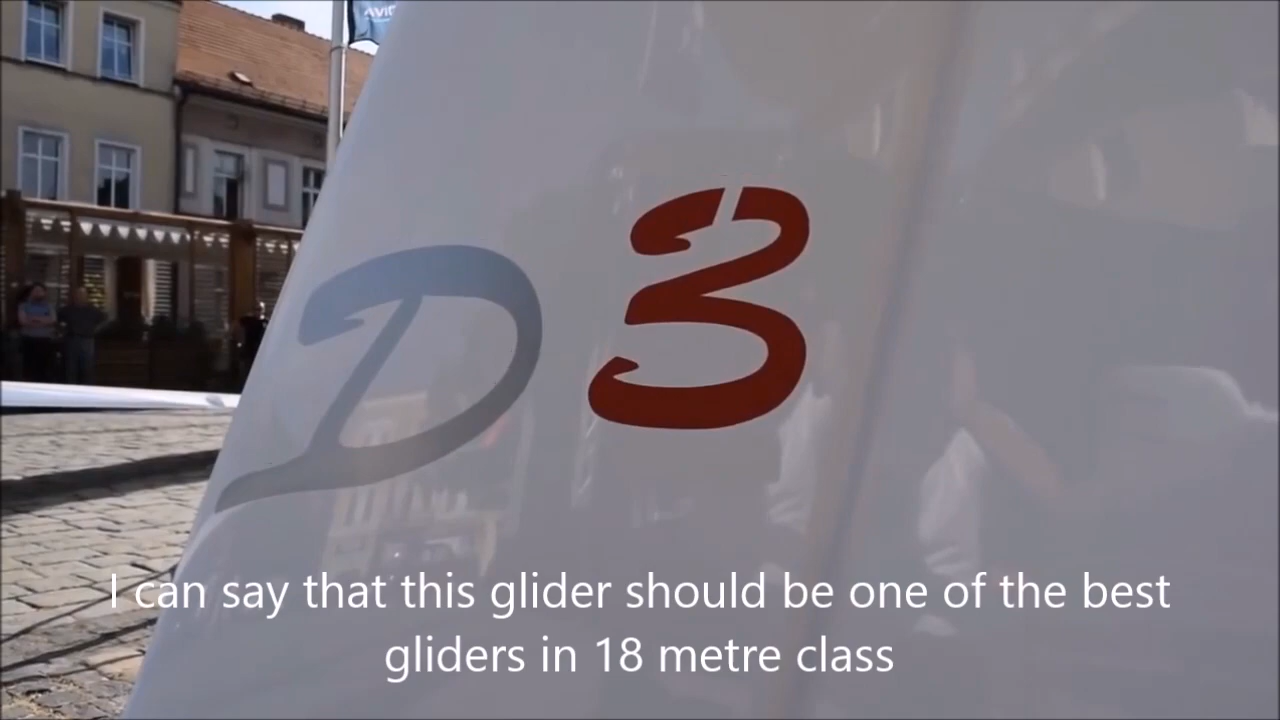 D3
I can say that this glider should be one of the best
gliders in 18 metre class